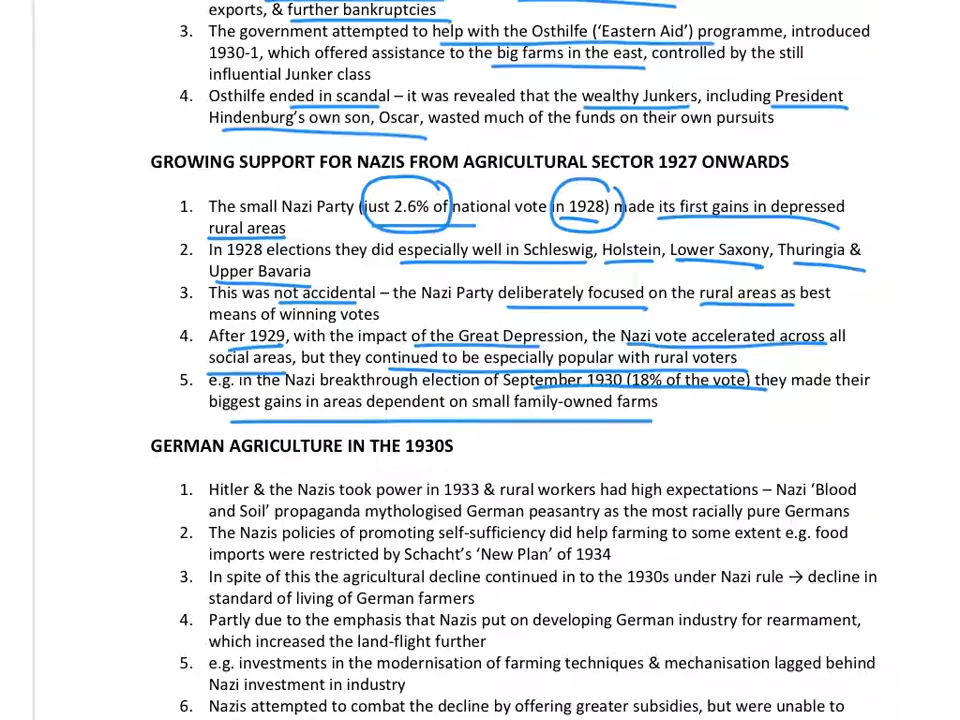 exports, & further bankruptcies
3. The government attempted to help with the Osthilfe (‘Eastern Aid’) programme, introduced
1930-1, which offered assistance to the big farms in the east, controlled by the still
influential Junker class
4. Osthilfe ended in scandal – it was revealed that the wealthy Junkers, including President
Hindenburg’s own son, Oscar, wasted much of the funds on their own pursuits
GROWING SUPPORT FOR NAZIS FROM AGRICULTURAL SECTOR 1927 ONWARDS
1. The small Nazi Party (just 2.6% of national vote in 1928) made its first gains in depressed
rural areas
2. In 1928 elections they did especially well in Schleswig, Holstein, Lower Saxony, Thuringia &
Upper Bavaria
3. This was not accidental – the Nazi Party deliberately focused on the rural areas as best
means of winning votes
4. After 1929, with the impact of the Great Depression, the Nazi vote accelerated across all
social areas, but they continued to be especially popular with rural voters
5. e.g. in the Nazi breakthrough election of September 1930 (18% of the vote) they made their
biggest gains in areas dependent on small family-owned farms
GERMAN AGRICULTURE IN THE 1930S
1. Hitler & the Nazis took power in 1933 & rural workers had high expectations – Nazi ‘Blood
and Soil’ propaganda mythologised German peasantry as the most racially pure Germans
2. The Nazis policies of promoting self-sufficiency did help farming to some extent e.g. food
imports were restricted by Schacht’s ‘New Plan’ of 1934
3. In spite of this the agricultural decline continued in to the 1930s under Nazi rule → decline in
standard of living of German farmers
4. Partly due to the emphasis that Nazis put on developing German industry for rearmament,
which increased the land-flight further
5. e.g. investments in the modernisation of farming techniques & mechanisation lagged behind
Nazi investment in industry
6. Nazis attempted to combat the decline by offering greater subsidies, but were unable to